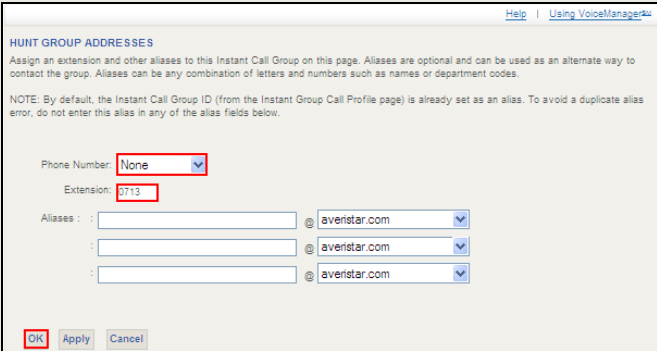 Help | Using VoiceManager℠
HUNT GROUP ADDRESSES
Assign an extension and other aliases to this Instant Call Group on this page. Aliases are optional and can be used as an alternate way to
contact the group. Aliases can be any combination of letters and numbers such as names or department codes.
NOTE: By default, the Instant Call Group ID (from the Instant Group Call Profile page) is already set as an alias. To avoid a duplicate alias
error, do not enter this alias in any of the alias fields below.
Phone Number: None
Extension: 0713
Aliases : : @ averistar.com
: @ averistar.com
: @ averistar.com
OK Apply Cancel